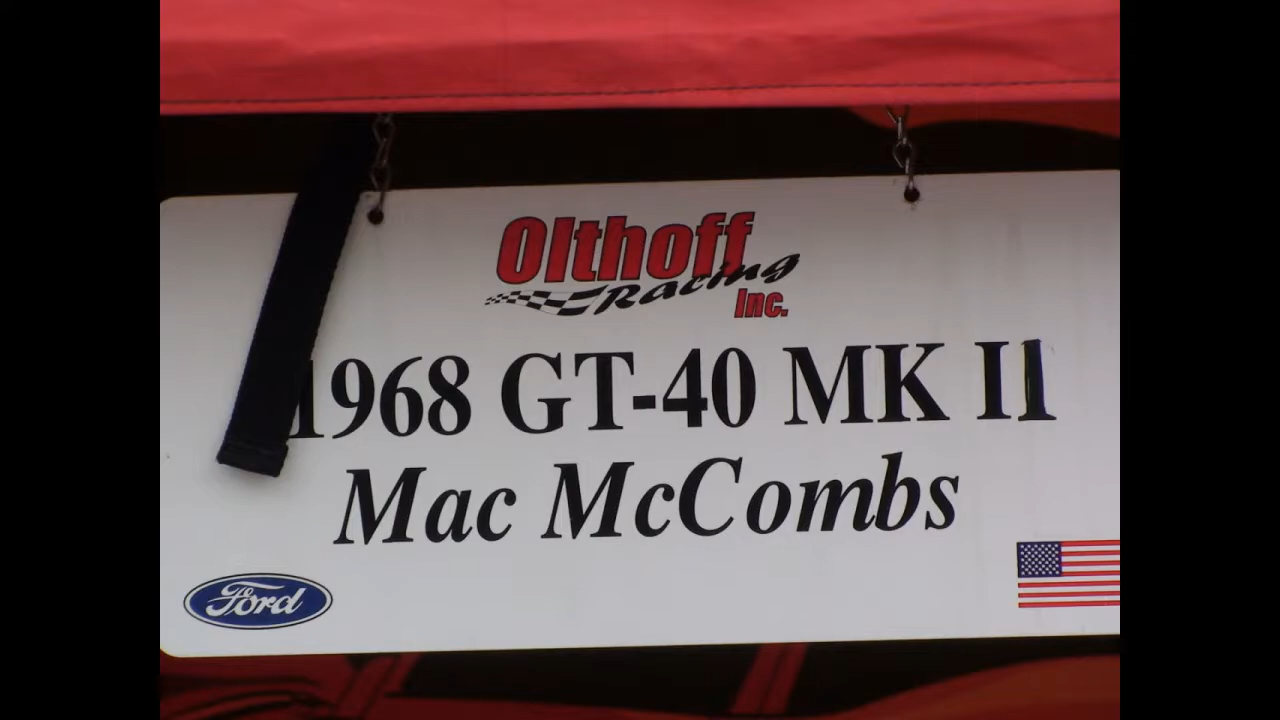 Olthoff
Racing
Inc.
1968 GT-40 MK II
Mac McCombs
Ford